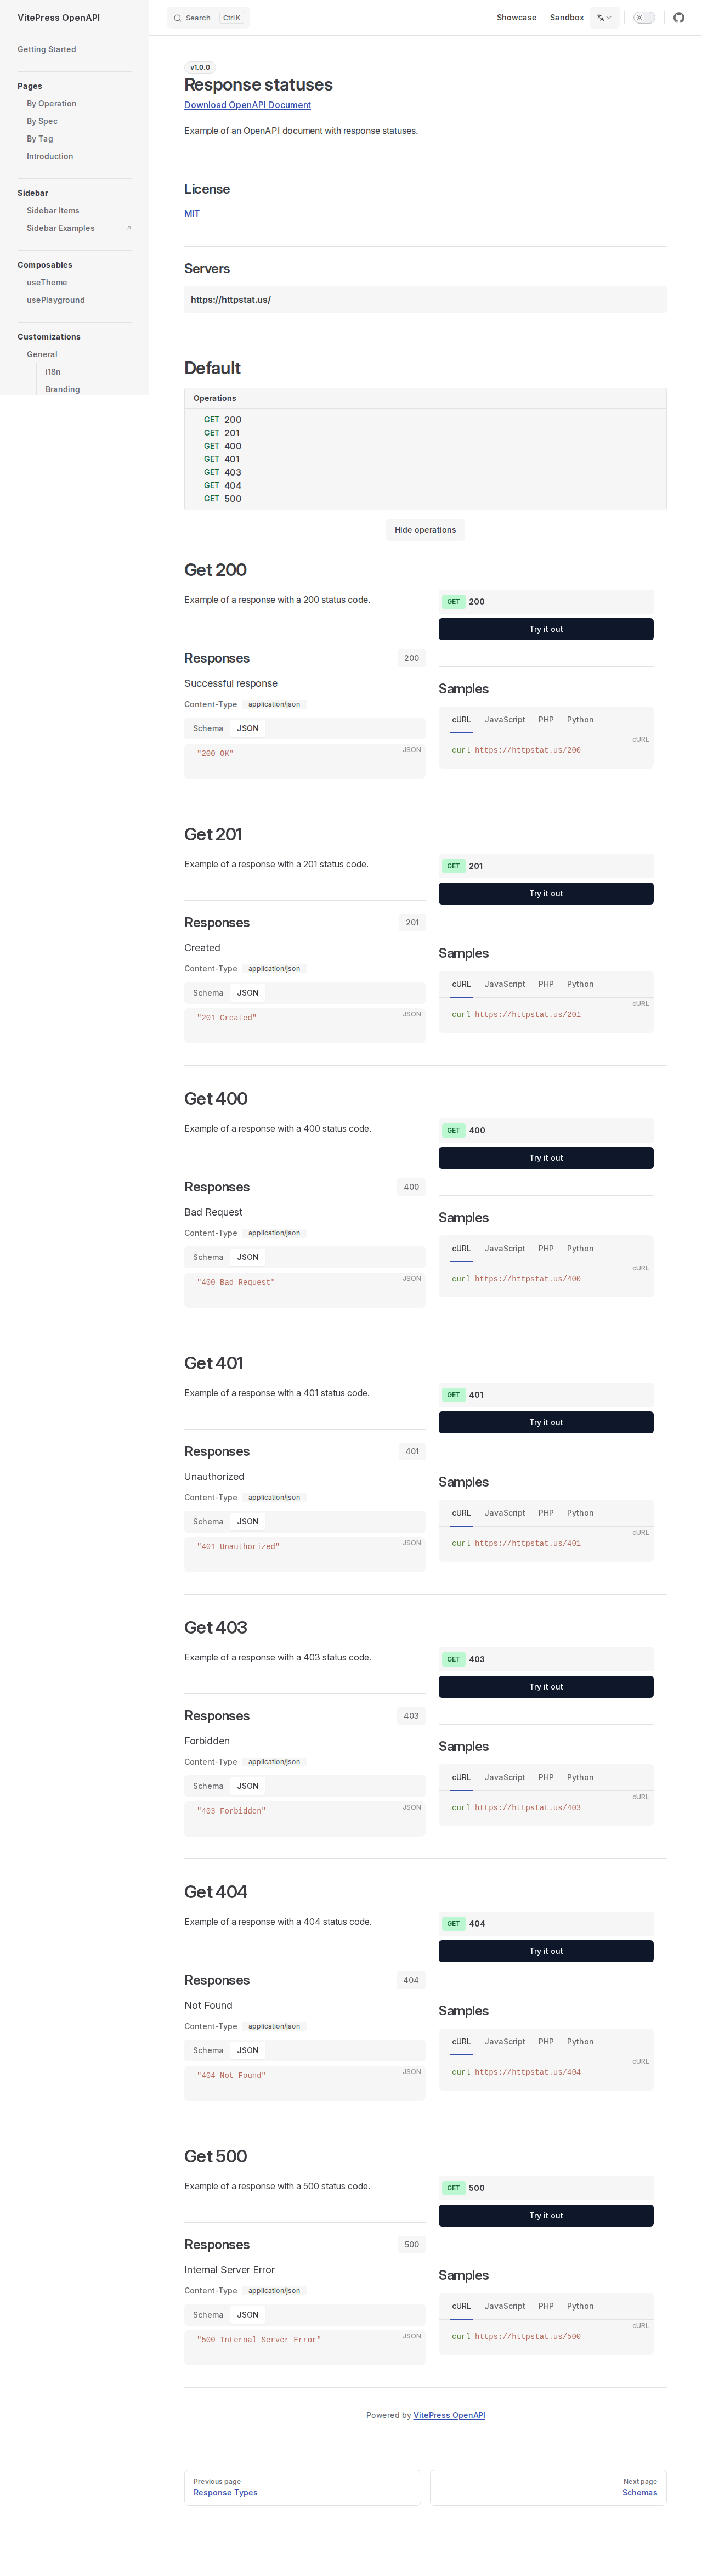 VitePress OpenAPI
Search Ctrl K
Showcase Sandbox
Getting Started
Pages
By Operation
By Spec
By Tag
Introduction
Sidebar
Sidebar Items
Sidebar Examples
Composables
useTheme
usePlayground
Customizations
General
i18n
Branding
v1.0.0
Response statuses
Download OpenAPI Document
Example of an OpenAPI document with response statuses.
License
MIT
Servers
https://httpstat.us/
Default
Operations
GET 200
GET 201
GET 400
GET 401
GET 403
GET 404
GET 500
Hide operations
Get 200
Example of a response with a 200 status code.
GET 200
Try it out
Responses 200
Successful response
Content-Type application/json
Schema JSON
JSON
"200 OK"
Samples
cURL JavaScript PHP Python
cURL
curl https://httpstat.us/200
Get 201
Example of a response with a 201 status code.
GET 201
Try it out
Responses 201
Created
Content-Type application/json
Schema JSON
JSON
"201 Created"
Samples
cURL JavaScript PHP Python
cURL
curl https://httpstat.us/201
Get 400
Example of a response with a 400 status code.
GET 400
Try it out
Responses 400
Bad Request
Content-Type application/json
Schema JSON
JSON
"400 Bad Request"
Samples
cURL JavaScript PHP Python
cURL
curl https://httpstat.us/400
Get 401
Example of a response with a 401 status code.
GET 401
Try it out
Responses 401
Unauthorized
Content-Type application/json
Schema JSON
JSON
"401 Unauthorized"
Samples
cURL JavaScript PHP Python
cURL
curl https://httpstat.us/401
Get 403
Example of a response with a 403 status code.
GET 403
Try it out
Responses 403
Forbidden
Content-Type application/json
Schema JSON
JSON
"403 Forbidden"
Samples
cURL JavaScript PHP Python
cURL
curl https://httpstat.us/403
Get 404
Example of a response with a 404 status code.
GET 404
Try it out
Responses 404
Not Found
Content-Type application/json
Schema JSON
JSON
"404 Not Found"
Samples
cURL JavaScript PHP Python
cURL
curl https://httpstat.us/404
Get 500
Example of a response with a 500 status code.
GET 500
Try it out
Responses 500
Internal Server Error
Content-Type application/json
Schema JSON
JSON
"500 Internal Server Error"
Samples
cURL JavaScript PHP Python
cURL
curl https://httpstat.us/500
Powered by VitePress OpenAPI
Previous page
Response Types
Next page
Schemas